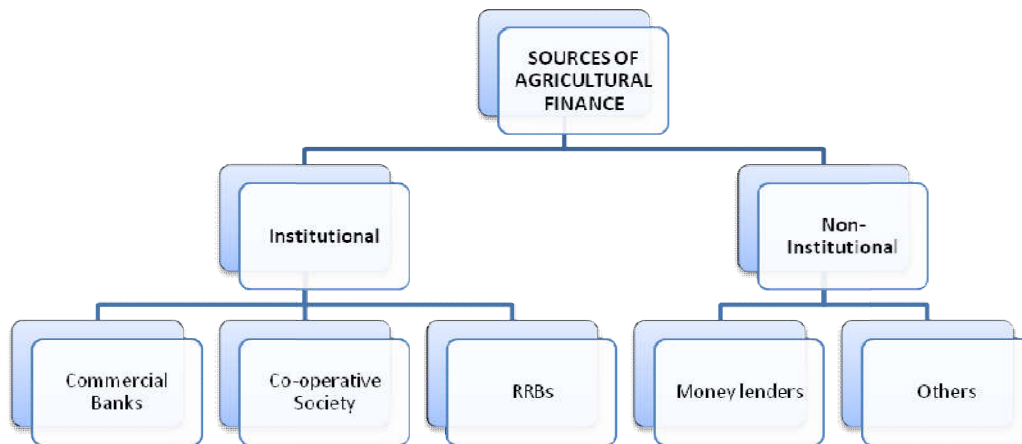 SOURCES OF
AGRICULTURAL
FINANCE
Institutional
Non-
Institutional
Commercial
Banks
Co-operative
Society
RRBs
Money lenders
Others